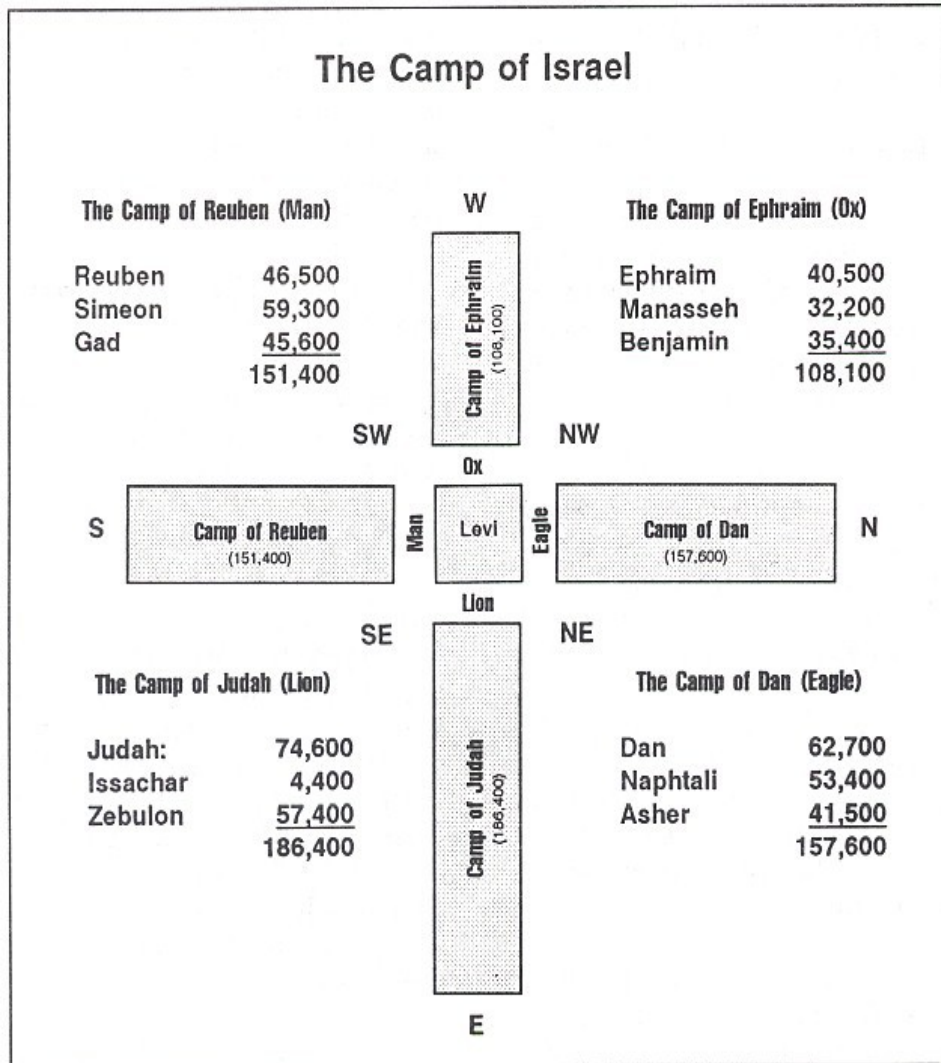 The Camp of Israel
The Camp of Reuben (Man)
Reuben 46,500
Simeon 59,300
Gad 45,600
151,400
W
The Camp of Ephraim (Ox)
Ephraim 40,500
Manasseh 32,200
Benjamin 35,400
108,100
Camp of Ephraim
(108,100)
SW
NW
Ox
S
Camp of Reuben
(151,400)
Man
Levi
Eagle
Camp of Dan
(157,600)
N
Lion
SE
NE
The Camp of Judah (Lion)
Judah: 74,600
Issachar 4,400
Zebulon 57,400
186,400
Camp of Judah
(186,400)
The Camp of Dan (Eagle)
Dan 62,700
Naphtali 53,400
Asher 41,500
157,600
E